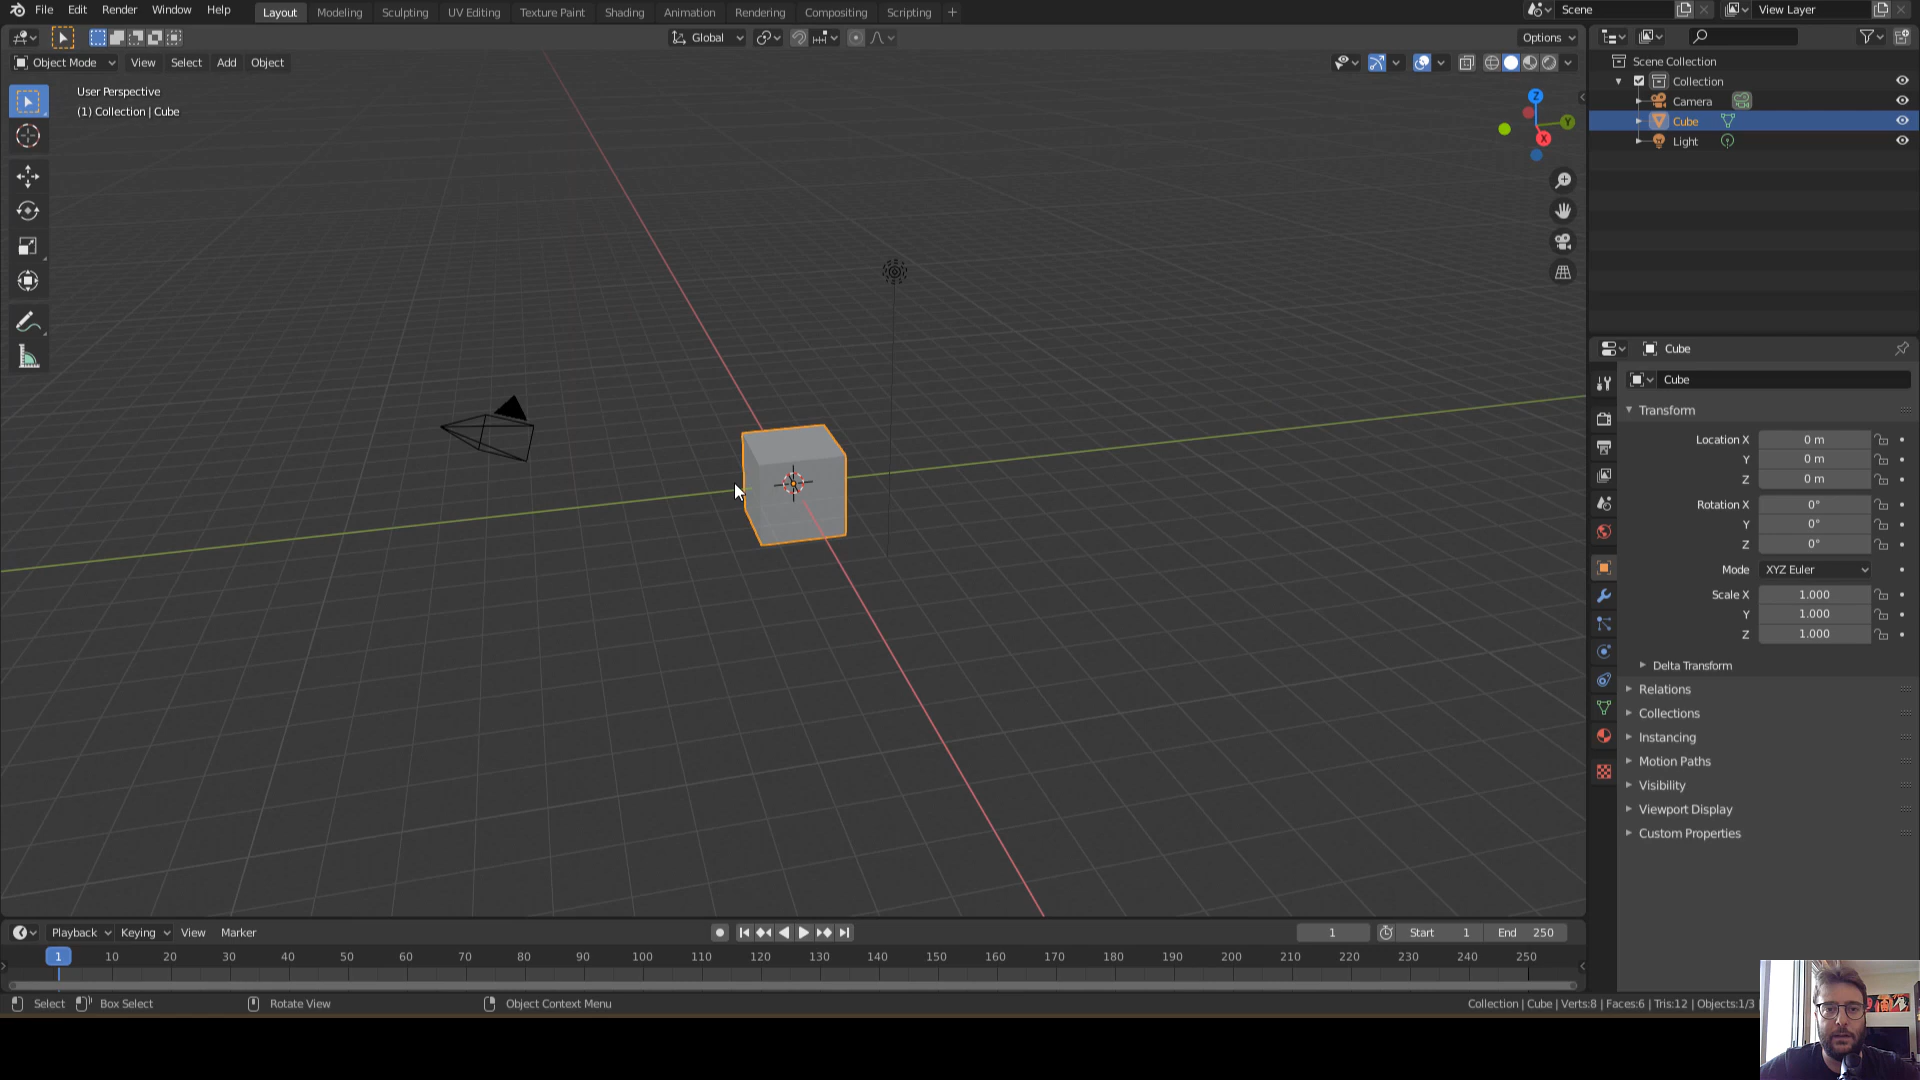 File Edit Render Window Help Layout Modeling Sculpting UV Editing Texture Paint Shading Animation Rendering Compositing Scripting + Scene View Layer
Global Options
Object Mode View Select Add Object
User Perspective
(1) Collection | Cube
Z
Y
X
Scene Collection
Collection
Camera
Cube
Light
Cube
Cube
Transform
Location X 0 m
Y 0 m
Z 0 m
Rotation X 0°
Y 0°
Z 0°
Mode XYZ Euler
Scale X 1.000
Y 1.000
Z 1.000
Delta Transform
Relations
Collections
Instancing
Motion Paths
Visibility
Viewport Display
Custom Properties
Playback Keying View Marker 1 Start 1 End 250
1 10 20 30 40 50 60 70 80 90 100 110 120 130 140 150 160 170 180 190 200 210 220 230 240 250
Select Box Select Rotate View Object Context Menu Collection | Cube | Verts:8 | Faces:6 | Tris:12 | Objects:1/3